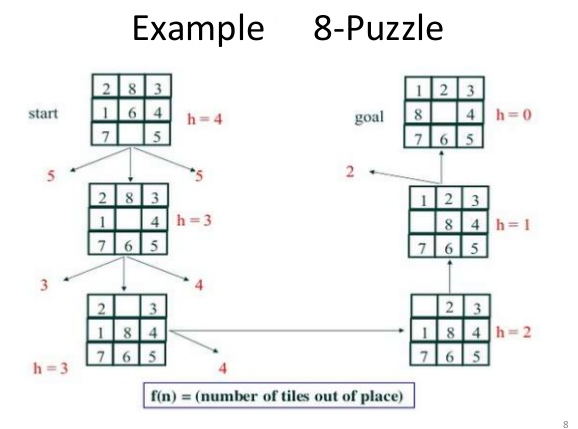 Example 8-Puzzle
start
2 8 3
1 6 4
7 5
h = 4
5
5
2 8 3
1 4
7 6 5
h = 3
3
4
2 3
1 8 4
7 6 5
h = 3
4
goal
1 2 3
8 4
7 6 5
h = 0
2
1 2 3
8 4
7 6 5
h = 1
2 3
1 8 4
7 6 5
h = 2
f(n) = (number of tiles out of place)
8